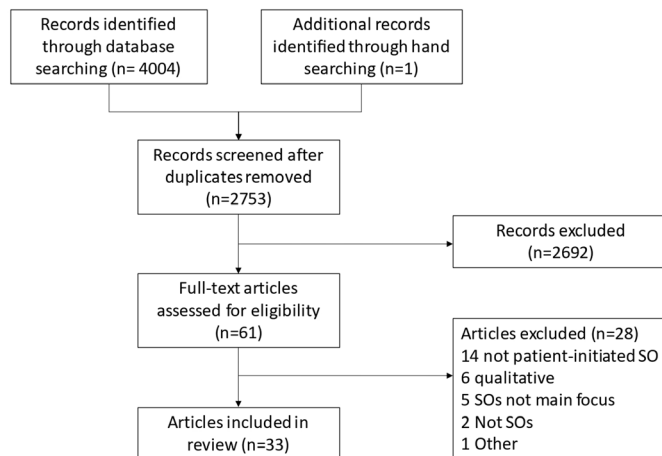 Records identified
through database
searching (n= 4004)
Additional records
identified through hand
searching (n=1)
Records screened after
duplicates removed
(n=2753)
Records excluded
(n=2692)
Full-text articles
assessed for eligibility
(n=61)
Articles excluded (n=28)
14 not patient-initiated SO
6 qualitative
5 SOs not main focus
2 Not SOs
1 Other
Articles included in
review (n=33)